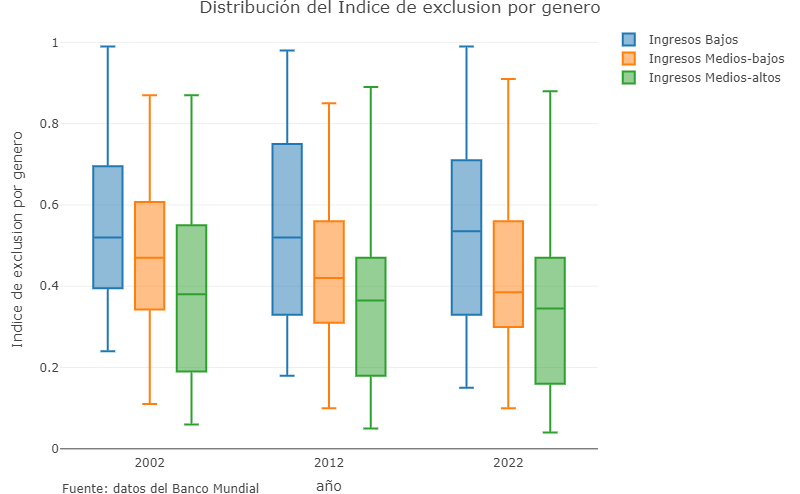 Distribución del Indice de exclusion por genero
Ingresos Bajos
Ingresos Medios-bajos
Ingresos Medios-altos
Indice de exclusion por genero
1
0.8
0.6
0.4
0.2
0
2002
2012
2022
año
Fuente: datos del Banco Mundial